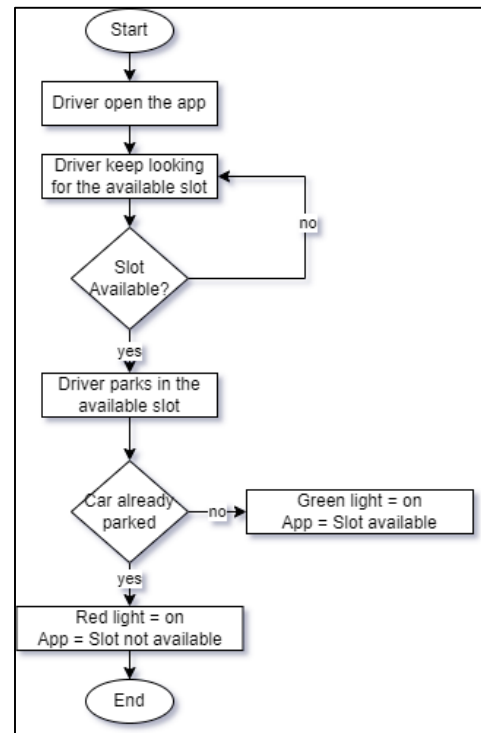 Start
Driver open the app
Driver keep looking
for the available slot
no
Slot
Available?
yes
Driver parks in the
available slot
Car already
parked
no
Green light = on
App = Slot available
yes
Red light = on
App = Slot not available
End